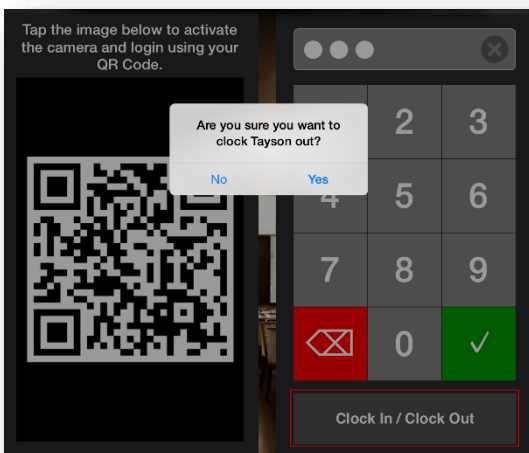 Tap the image below to activate
the camera and login using your
QR Code.
Are you sure you want to
clock Tayson out?
No
Yes
2
3
4
5
6
7
8
9
0
Clock In / Clock Out